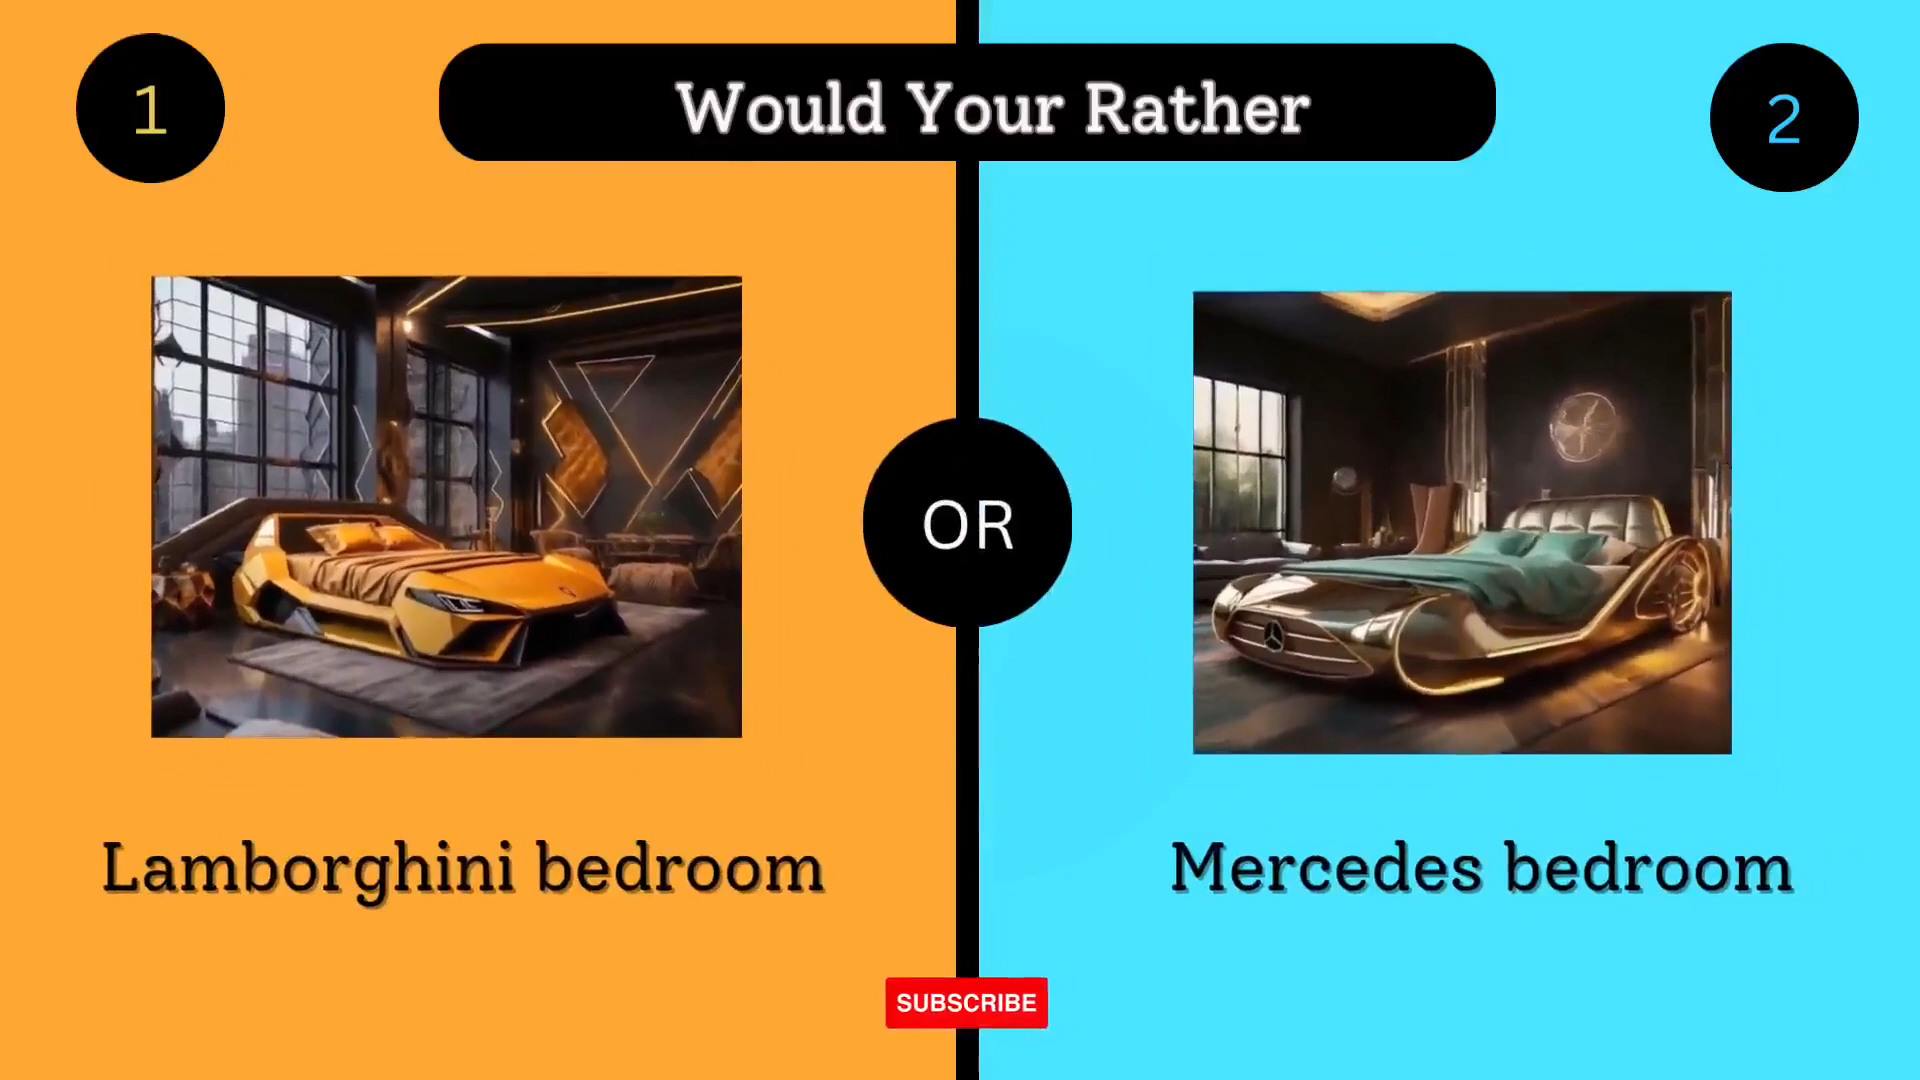 1
Would Your Rather
2
OR
Lamborghini bedroom
Mercedes bedroom
SUBSCRIBE